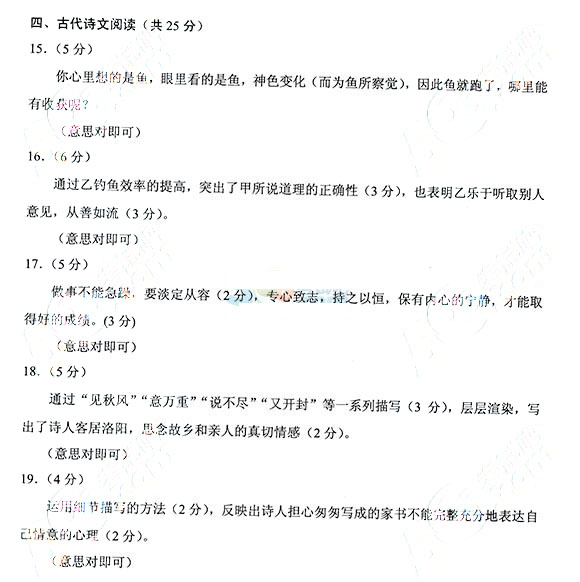 四、古代诗文阅读（共 25 分）
15.（5 分）
你心里想的是鱼，眼里看的是鱼，神色变化（而为鱼所察觉），因此鱼就跑了，哪里能
有收获呢？
（意思对即可）
16.（6 分）
通过乙钓鱼效率的提高，突出了甲所说道理的正确性（3 分），也表明乙乐于听取别人
意见，从善如流（3 分）。
（意思对即可）
17.（5 分）
做事不能急躁，要淡定从容（2 分），专心致志，持之以恒，保有内心的宁静，才能取
得好的成绩。(3 分)
（意思对即可）
18.（5 分）
通过“见秋风”“意万重”“说不尽”“又开封”等一系列描写（3 分），层层渲染，写
出了诗人客居洛阳，思念故乡和亲人的真切情感（2 分）。
（意思对即可）
19.（4 分）
运用细节描写的方法（2 分），反映出诗人担心匆匆写成的家书不能完整充分地表达自
己情意的心理（2 分）。
（意思对即可）